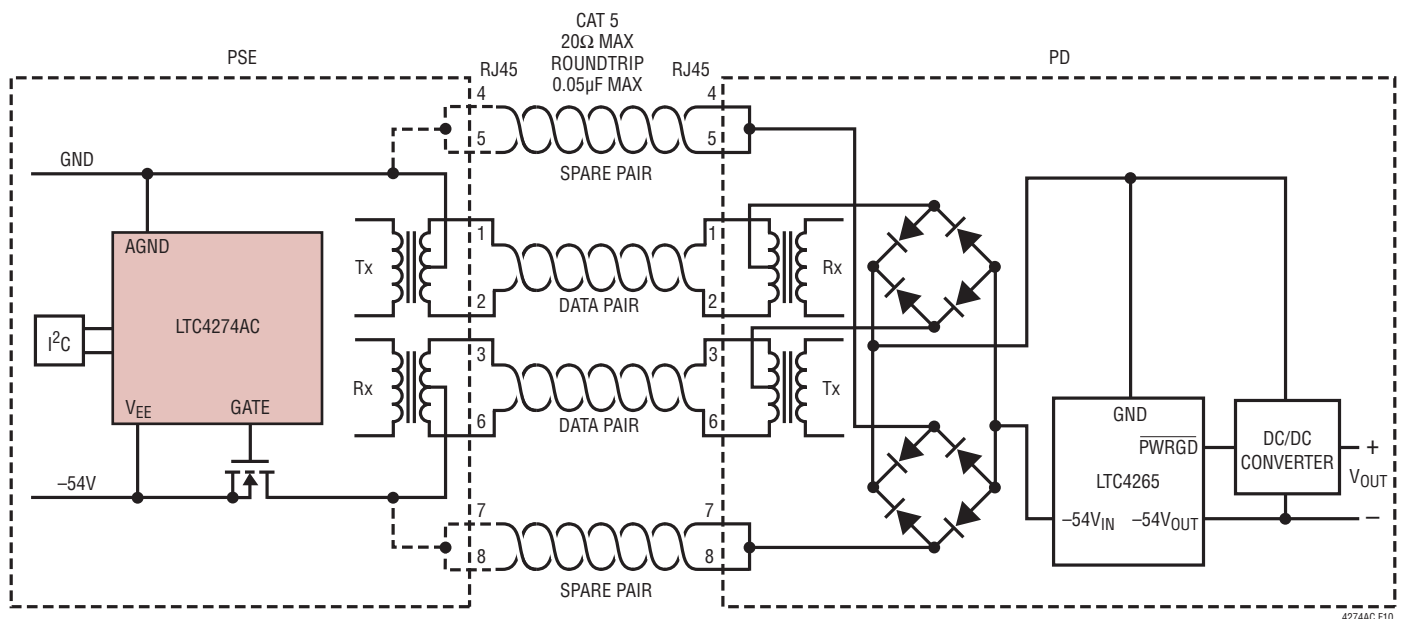 CAT 5
20Ω MAX
ROUNDTRIP
0.05µF MAX
PSE
PD
RJ45
RJ45
4
5
4
5
SPARE PAIR
GND
AGND
LTC4274AC
I²C
VEE
GATE
–54V
Tx
1
2
1
2
Rx
DATA PAIR
Rx
3
6
3
6
Tx
DATA PAIR
7
8
7
8
SPARE PAIR
GND
PWRGD
LTC4265
–54VIN
–54VOUT
DC/DC
CONVERTER
+
VOUT
–
4274AC F10